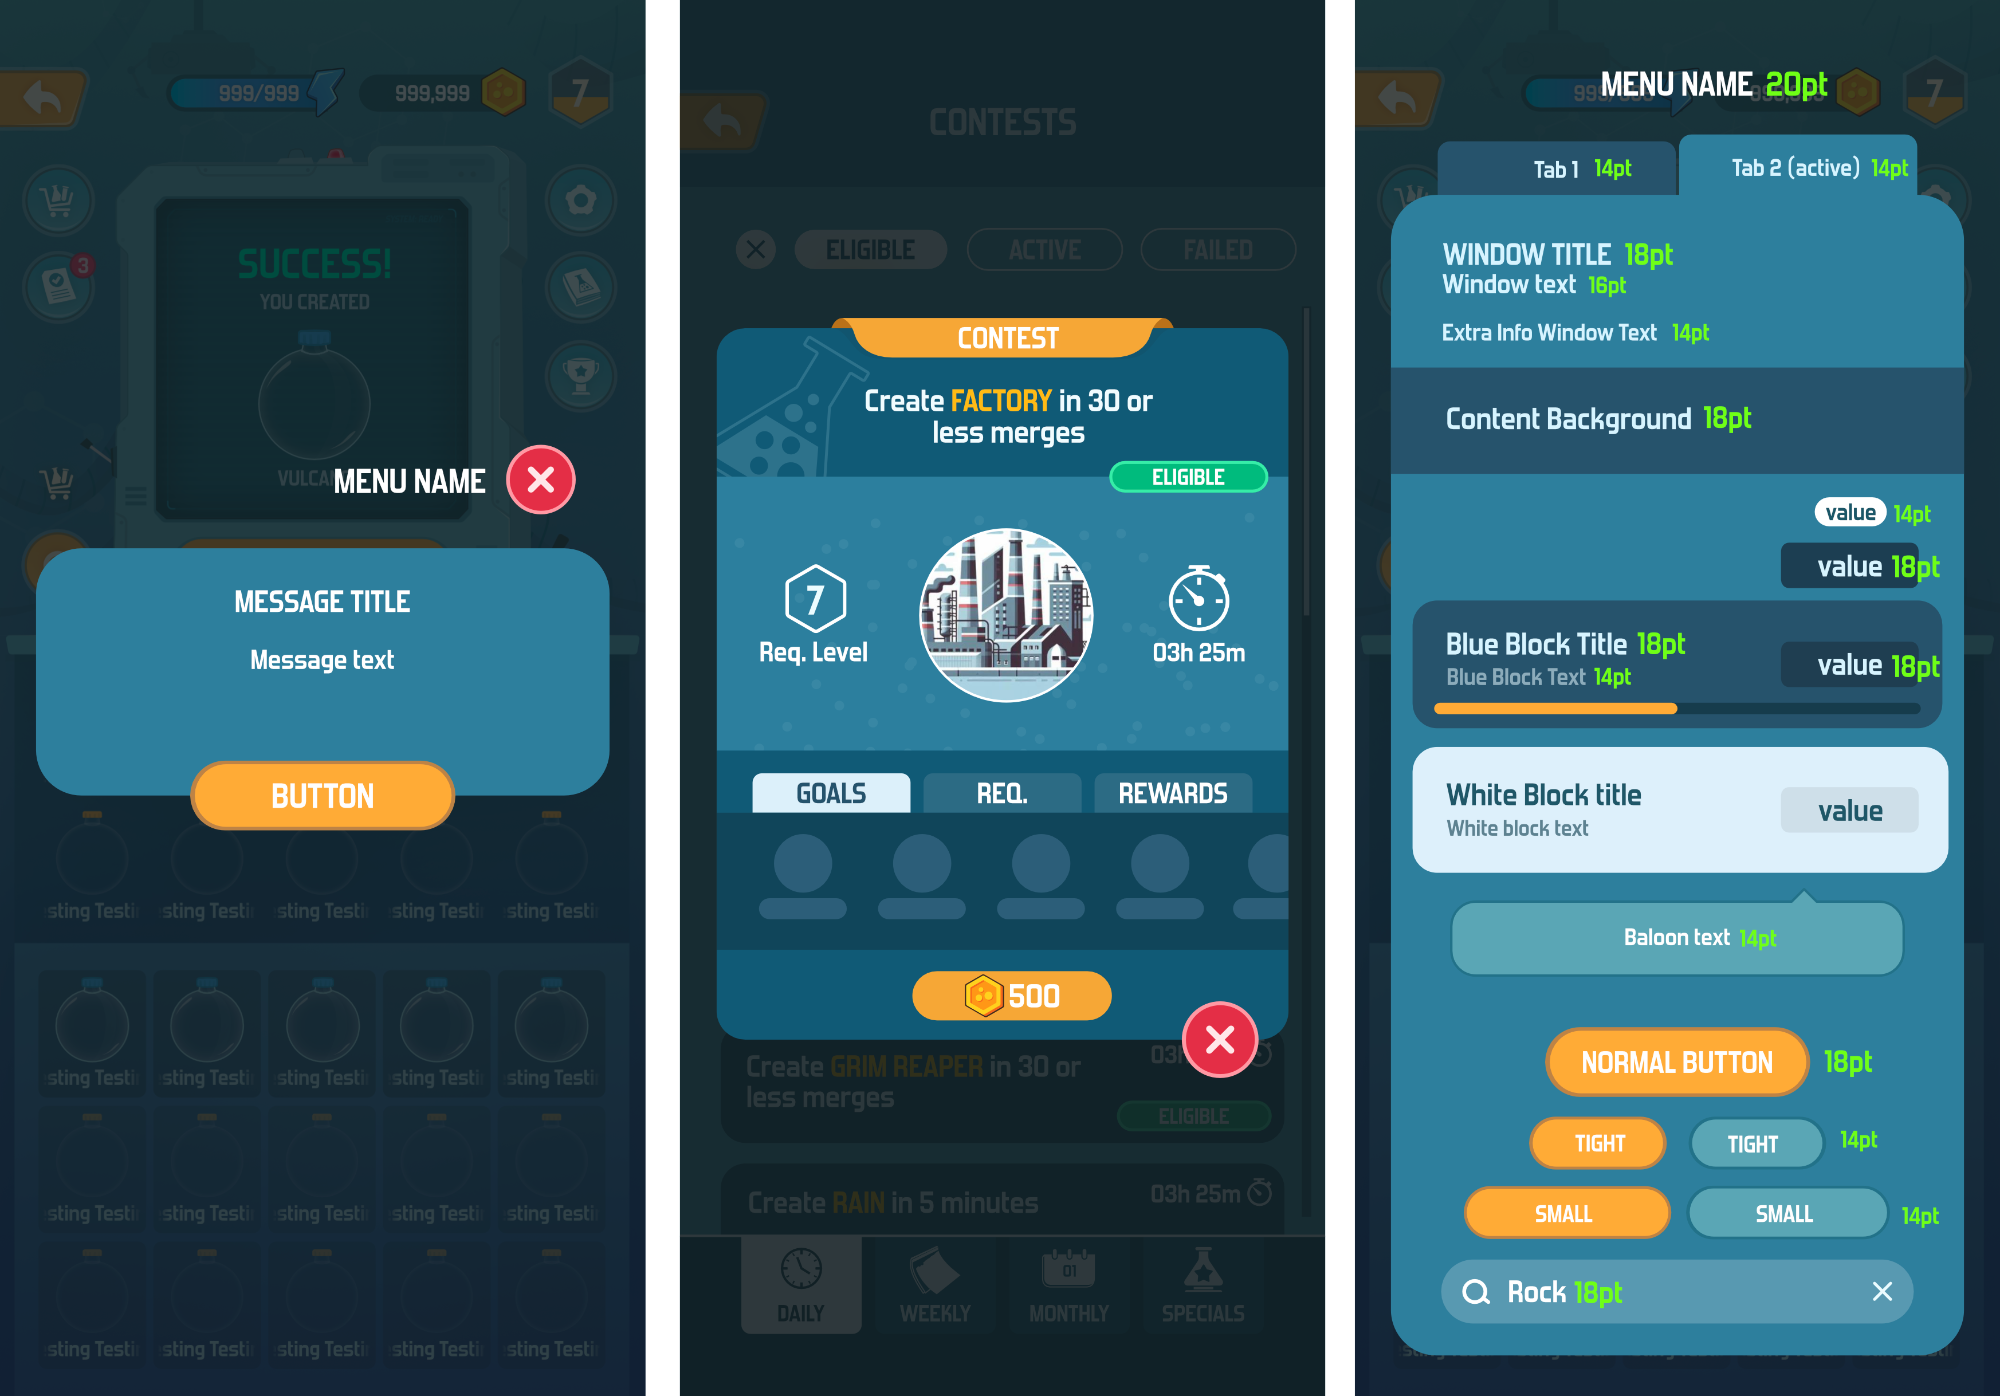 999/999
999,999
7
3
SUCCESS!
YOU CREATED
VULCAN
MENU NAME
MESSAGE TITLE
Message text
BUTTON
sting Testi sting Testi sting Testi sting Testi sting Testi
sting Testi sting Testi sting Testi sting Testi sting Testi
sting Testi sting Testi sting Testi sting Testi sting Testi
sting Testi sting Testi sting Testi sting Testi sting Testi
CONTESTS
ELIGIBLE ACTIVE FAILED
CONTEST
Create FACTORY in 30 or
less merges
ELIGIBLE
7
Req. Level
03h 25m
GOALS REQ. REWARDS
500
Create GRIM REAPER in 30 or
less merges
03h
ELIGIBLE
Create RAIN in 5 minutes
03h 25m
01
DAILY WEEKLY MONTHLY SPECIALS
MENU NAME 20pt
7
Tab 1 14pt
Tab 2 (active) 14pt
WINDOW TITLE 18pt
Window text 16pt
Extra Info Window Text 14pt
Content Background 18pt
value 14pt
value 18pt
Blue Block Title 18pt
Blue Block Text 14pt
value 18pt
White Block title
White block text
value
Baloon text 14pt
NORMAL BUTTON 18pt
TIGHT TIGHT 14pt
SMALL SMALL 14pt
Rock 18pt